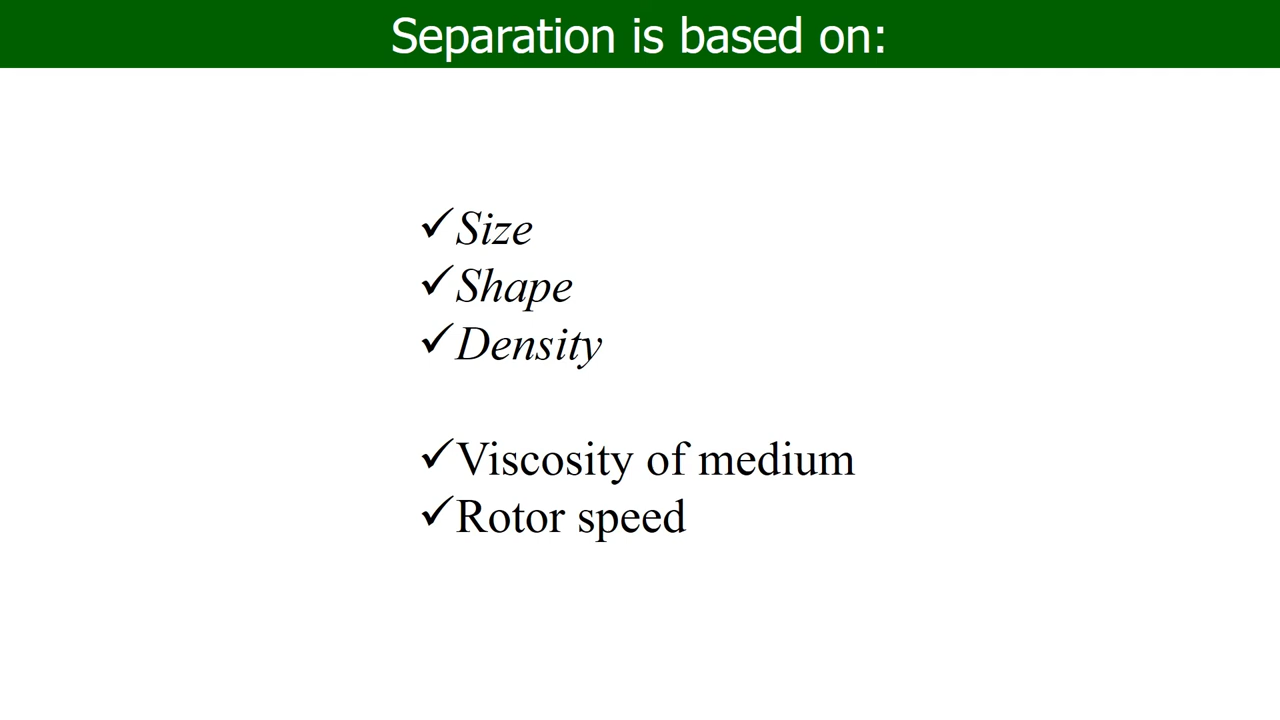 Separation is based on:
✓Size
✓Shape
✓Density
✓Viscosity of medium
✓Rotor speed